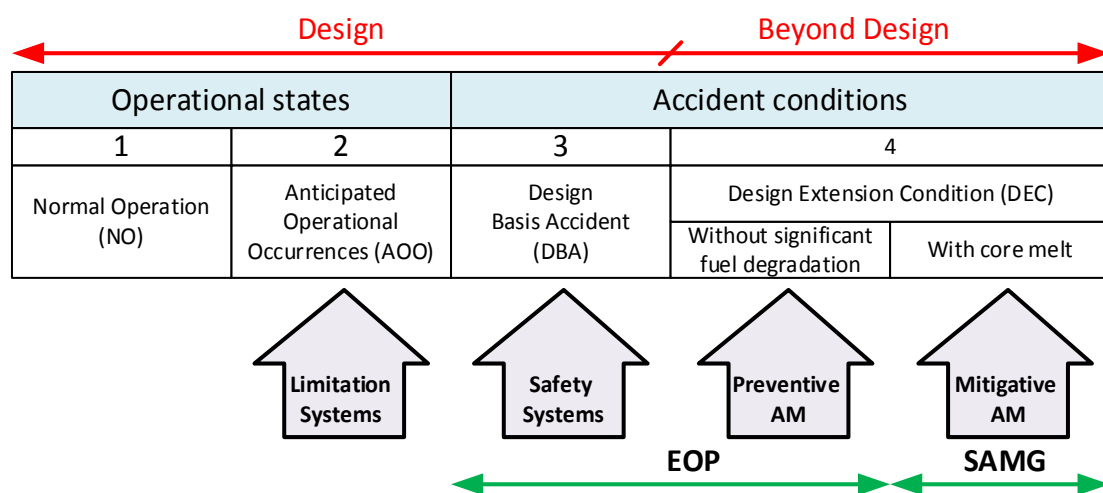 Design
Beyond Design
Operational states
Accident conditions
1
2
3
4
Normal Operation
(NO)
Anticipated
Operational
Occurrences (AOO)
Design
Basis Accident
(DBA)
Design Extension Condition (DEC)
Without significant
fuel degradation
With core melt
Limitation
Systems
Safety
Systems
Preventive
AM
Mitigative
AM
EOP
SAMG